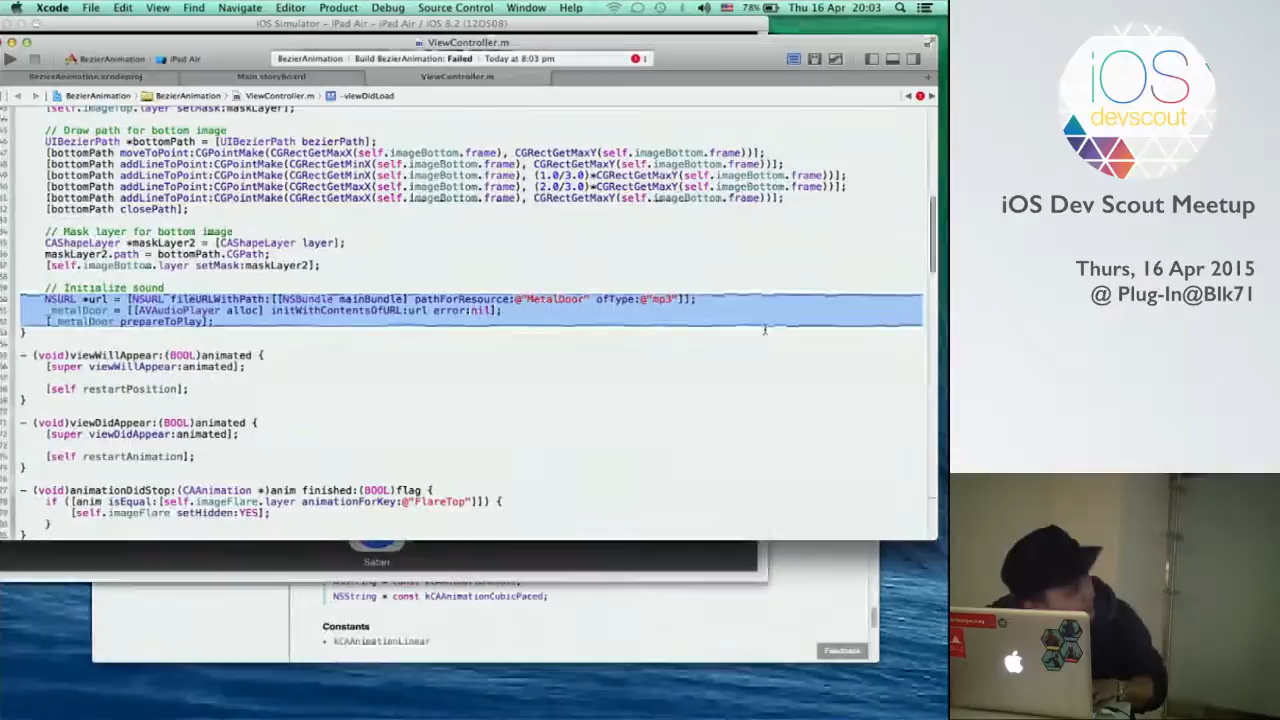 Xcode File Edit View Find Navigate Editor Product Debug Source Control Window Help 78% Thu 16 Apr 20:03
iOS Simulator – iPad Air – iPad Air / iOS 8.2 (12D508)
ViewController.m
BezierAnimation iPad Air
BezierAnimation Build BezierAnimation: Failed Today at 8:03 pm 1
BezierAnimation.xcodeproj Main.storyboard ViewController.m
BezierAnimation BezierAnimation ViewController.m -viewDidLoad
[self.imageTop.layer setMask:maskLayer];
// Draw path for bottom image
UIBezierPath *bottomPath = [UIBezierPath bezierPath];
[bottomPath moveToPoint:CGPointMake(CGRectGetMaxX(self.imageBottom.frame), CGRectGetMaxY(self.imageBottom.frame))];
[bottomPath addLineToPoint:CGPointMake(CGRectGetMinX(self.imageBottom.frame), CGRectGetMaxY(self.imageBottom.frame))];
[bottomPath addLineToPoint:CGPointMake(CGRectGetMinX(self.imageBottom.frame), (1.0/3.0)*CGRectGetMaxY(self.imageBottom.frame))];
[bottomPath addLineToPoint:CGPointMake(CGRectGetMaxX(self.imageBottom.frame), (2.0/3.0)*CGRectGetMaxY(self.imageBottom.frame))];
[bottomPath addLineToPoint:CGPointMake(CGRectGetMaxX(self.imageBottom.frame), CGRectGetMaxY(self.imageBottom.frame))];
[bottomPath closePath];
// Mask layer for bottom image
CAShapeLayer *maskLayer2 = [CAShapeLayer layer];
maskLayer2.path = bottomPath.CGPath;
[self.imageBottom.layer setMask:maskLayer2];
// Initialize sound
NSURL *url = [NSURL fileURLWithPath:[[NSBundle mainBundle] pathForResource:@"MetalDoor" ofType:@"mp3"]];
_metalDoor = [[AVAudioPlayer alloc] initWithContentsOfURL:url error:nil];
[_metalDoor prepareToPlay];
}
- (void)viewWillAppear:(BOOL)animated {
[super viewWillAppear:animated];
[self restartPosition];
}
- (void)viewDidAppear:(BOOL)animated {
[super viewDidAppear:animated];
[self restartAnimation];
}
- (void)animationDidStop:(CAAnimation *)anim finished:(BOOL)flag {
if ([anim isEqual:[self.imageFlare.layer animationForKey:@"FlareTop"]]) {
[self.imageFlare setHidden:YES];
}
Safari
NSString * const kCAAnimationCubicPaced;
Constants
• kCAAnimationLinear
Feedback
iOS
devscout
iOS Dev Scout Meetup
Thurs, 16 Apr 2015
@ Plug-In@Blk71